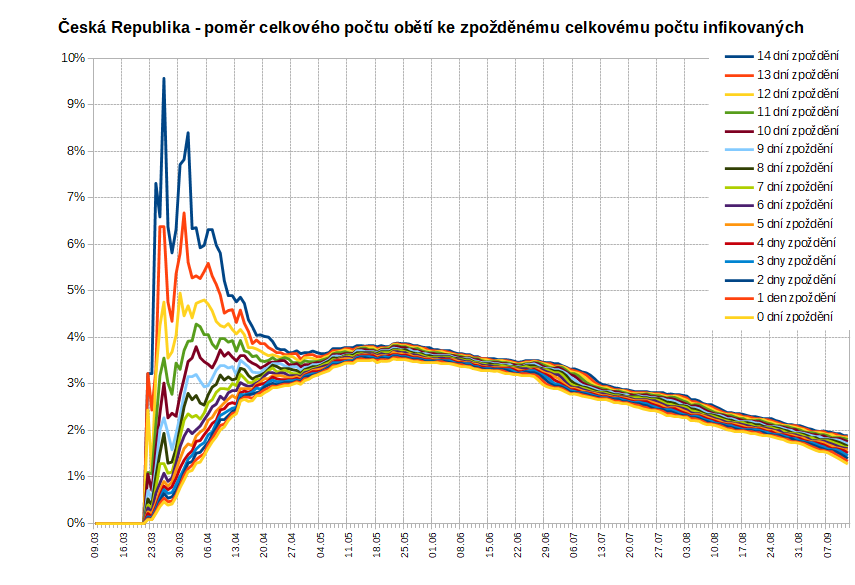 Česká Republika - poměr celkového počtu obětí ke zpožděnému celkovému počtu infikovaných
10%
9%
8%
7%
6%
5%
4%
3%
2%
1%
0%
14 dní zpoždění
13 dní zpoždění
12 dní zpoždění
11 dní zpoždění
10 dní zpoždění
9 dní zpoždění
8 dní zpoždění
7 dní zpoždění
6 dní zpoždění
5 dní zpoždění
4 dny zpoždění
3 dny zpoždění
2 dny zpoždění
1 den zpoždění
0 dní zpoždění
09.03
16.03
23.03
30.03
06.04
13.04
20.04
27.04
04.05
11.05
18.05
25.05
01.06
08.06
15.06
22.06
29.06
06.07
13.07
20.07
27.07
03.08
10.08
17.08
24.08
31.08
07.09